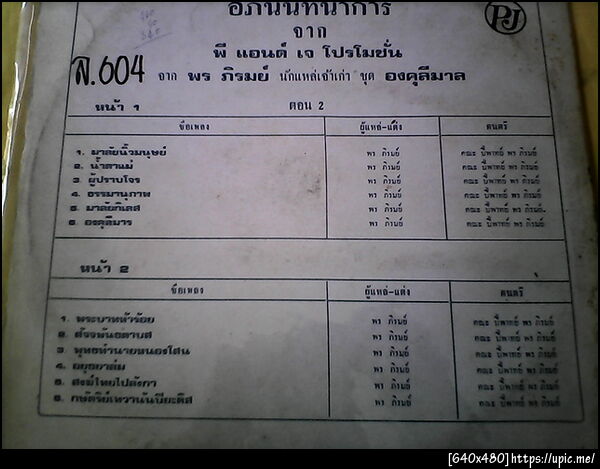 อภินันทนาการ
PJ
จาก
พี แอนด์ เจ โปรโมชั่น
ส.604 จาก พร ภิรมย์ นักแหล่เจ้าเก่า ชุด องคุลีมาล
หน้า 1 ตอน 2
ชื่อเพลง ผู้แหล่-แต่ง ดนตรี
1. มาลัยนิ้วมนุษย์ พร ภิรมย์ คณะ ปี่พาทย์ พร ภิรมย์
2. น้ำตาแม่ พร ภิรมย์ คณะ ปี่พาทย์ พร ภิรมย์
3. ผู้ปราบโจร พร ภิรมย์ คณะ ปี่พาทย์ พร ภิรมย์
4. ธรรมานุภาพ พร ภิรมย์ คณะ ปี่พาทย์ พร ภิรมย์
5. มาลัยกิเลส พร ภิรมย์ คณะ ปี่พาทย์ พร ภิรมย์
6. องคุลีมาร พร ภิรมย์ คณะ ปี่พาทย์ พร ภิรมย์
หน้า 2
ชื่อเพลง ผู้แหล่-แต่ง ดนตรี
1. พระบาทห้าร้อย พร ภิรมย์ คณะ ปี่พาทย์ พร ภิรมย์
2. สัจจพันธดาบส พร ภิรมย์ คณะ ปี่พาทย์ พร ภิรมย์
3. พุทธทำนายหนองโสน พร ภิรมย์ คณะ ปี่พาทย์ พร ภิรมย์
4. อยุธยาล่ม พร ภิรมย์ คณะ ปี่พาทย์ พร ภิรมย์
5. สงฆ์ไทยไปลังกา พร ภิรมย์ คณะ ปี่พาทย์ พร ภิรมย์
6. พร ภิรมย์ คณะ ปี่พาทย์ พร ภิรมย์
[640x480]https://upic.me/